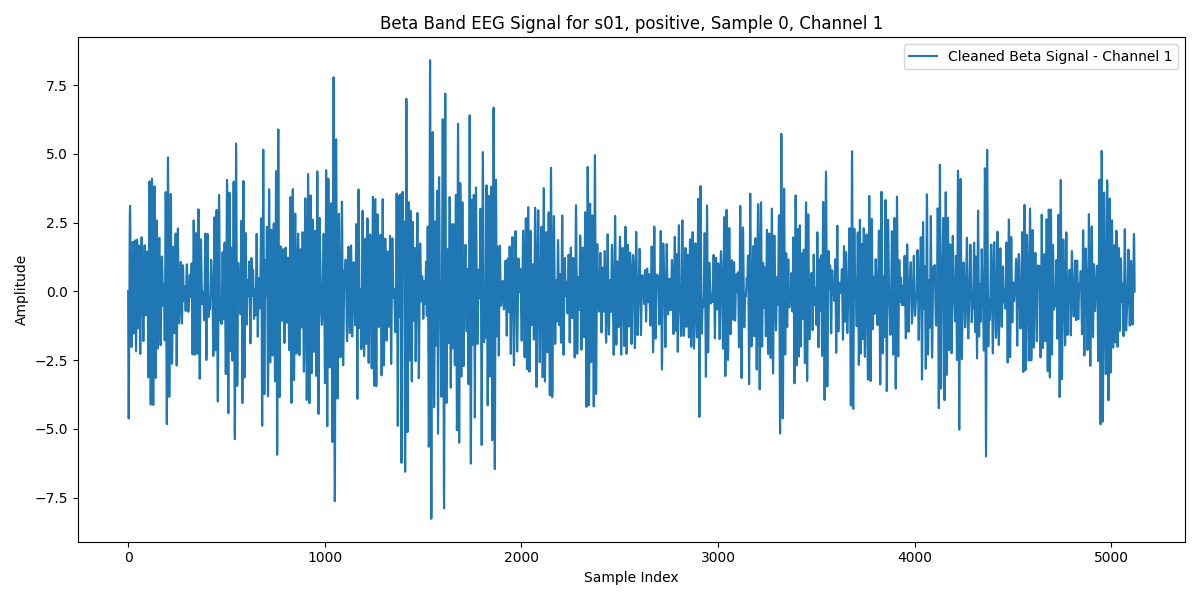 Beta Band EEG Signal for s01, positive, Sample 0, Channel 1
Cleaned Beta Signal - Channel 1
7.5
5.0
2.5
0.0
−2.5
−5.0
−7.5
Amplitude
0 1000 2000 3000 4000 5000
Sample Index